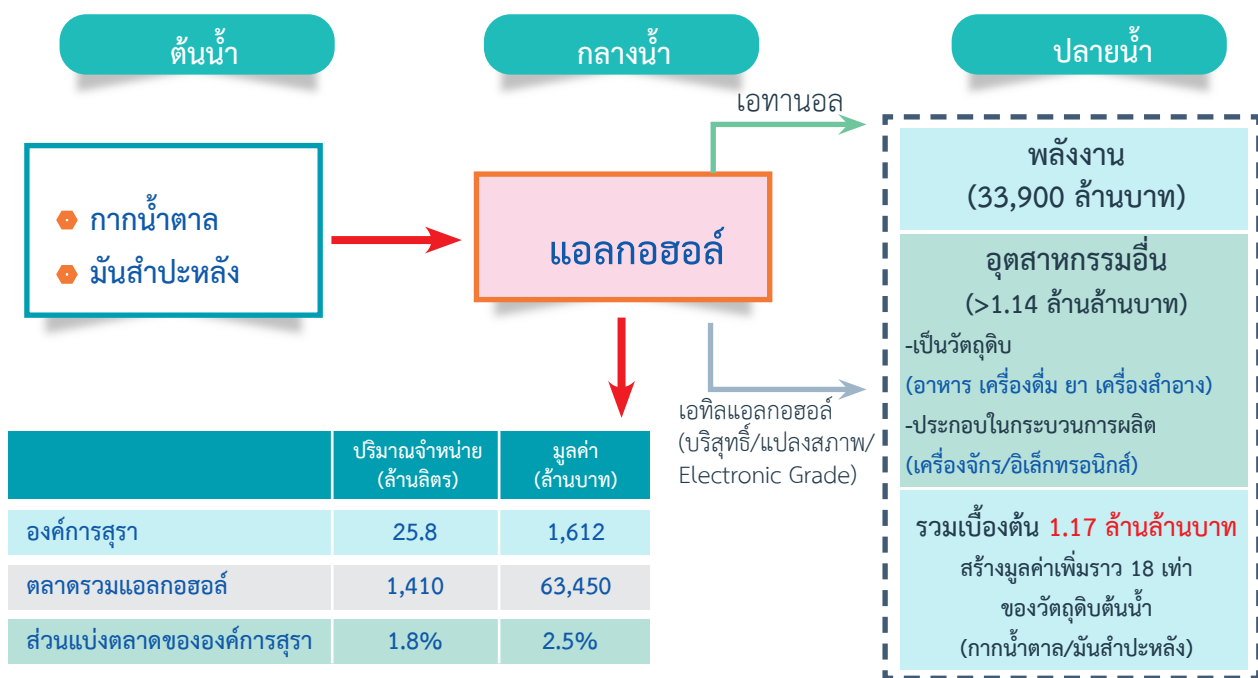 ต้นน้ำ
กลางน้ำ
ปลายน้ำ
กากน้ำตาล
มันสำปะหลัง
แอลกอฮอล์
เอทานอล
เอทิลแอลกอฮอล์
(บริสุทธิ์/แปลงสภาพ/
Electronic Grade)
พลังงาน
(33,900 ล้านบาท)
อุตสาหกรรมอื่น
(>1.14 ล้านล้านบาท)
-เป็นวัตถุดิบ
(อาหาร เครื่องดื่ม ยา เครื่องสำอาง)
-ประกอบในกระบวนการผลิต
(เครื่องจักร/อิเล็กทรอนิกส์)
รวมเบื้องต้น 1.17 ล้านล้านบาท
สร้างมูลค่าเพิ่มราว 18 เท่า
ของวัตถุดิบต้นน้ำ
(กากน้ำตาล/มันสำปะหลัง)
ปริมาณจำหน่าย มูลค่า
(ล้านลิตร) (ล้านบาท)
องค์การสุรา 25.8 1,612
ตลาดรวมแอลกอฮอล์ 1,410 63,450
ส่วนแบ่งตลาดขององค์การสุรา 1.8% 2.5%